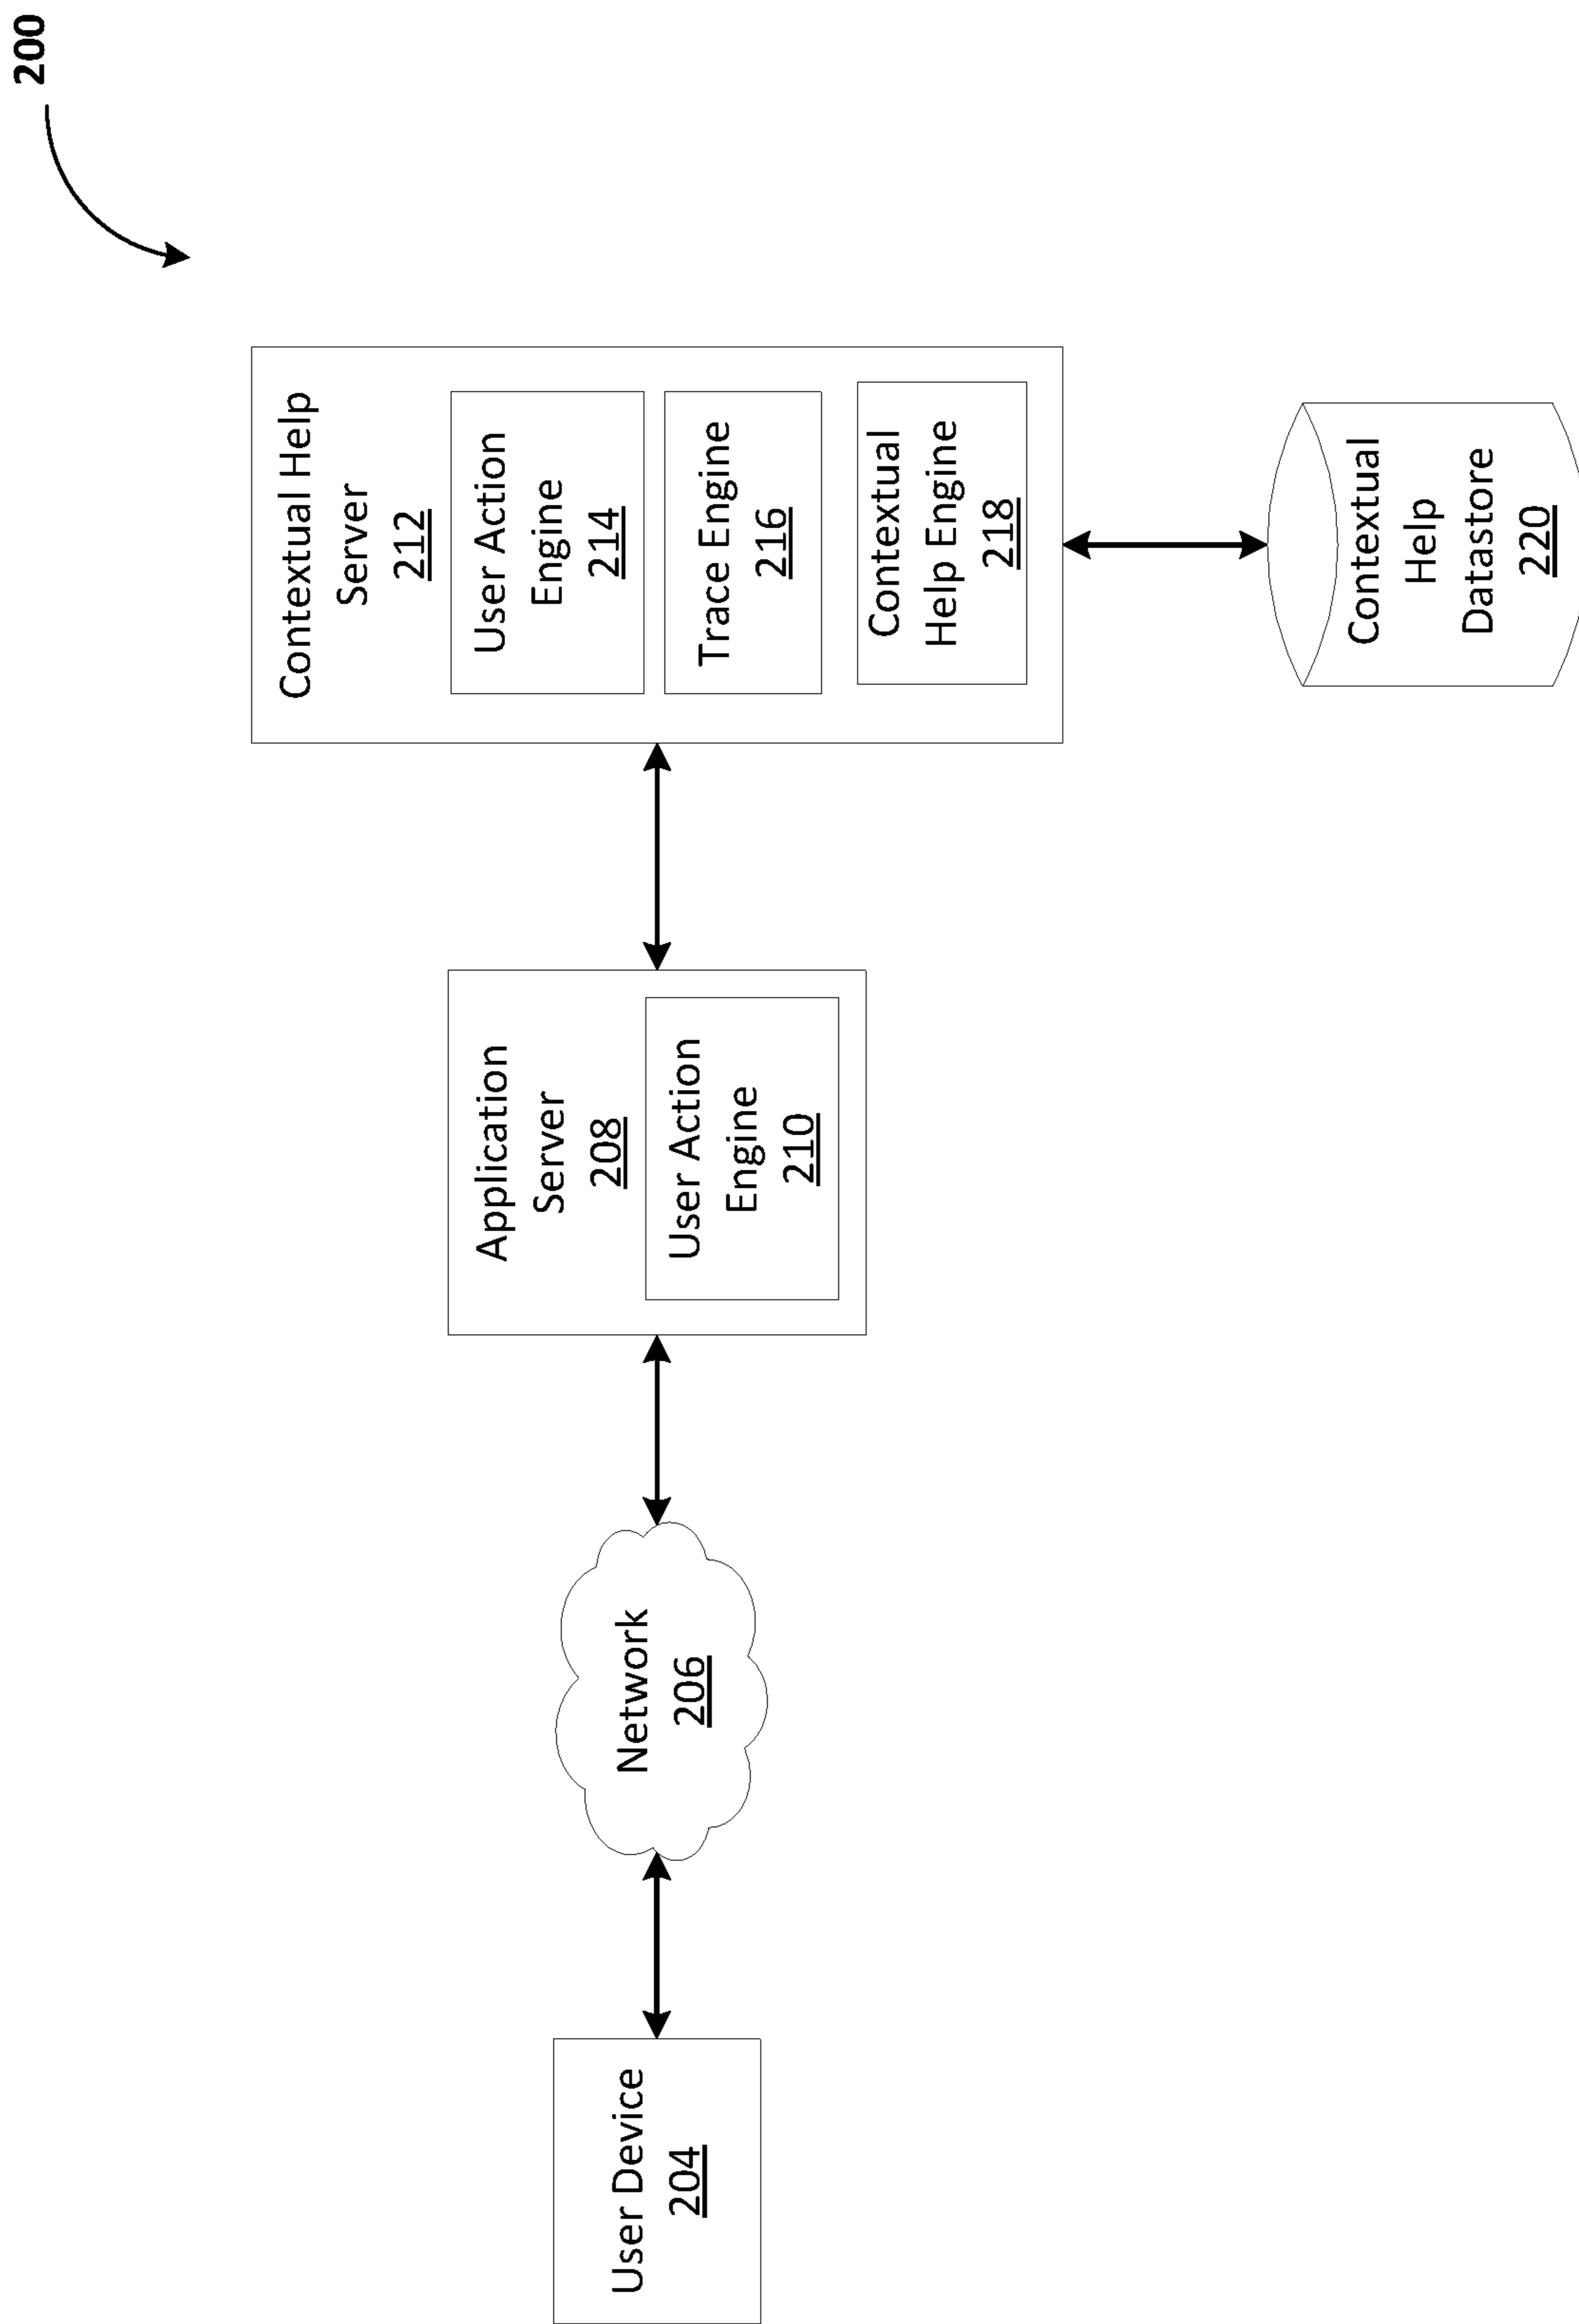 200
User Device
204
Network
206
Application
Server
208
User Action
Engine
210
Contextual Help
Server
212
User Action
Engine
214
Trace Engine
216
Contextual
Help Engine
218
Contextual
Help
Datastore
220